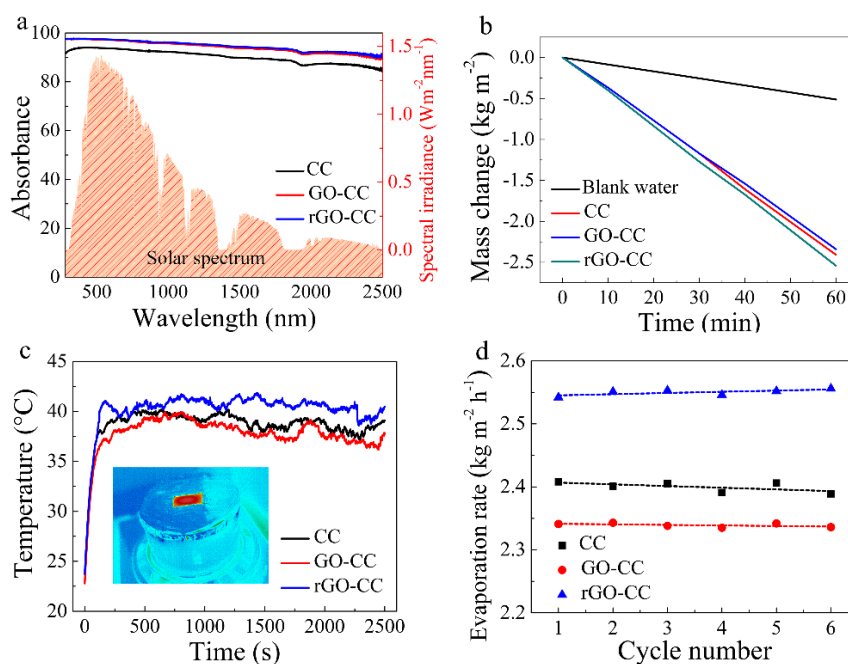 a
100
80
60
40
20
0
Absorbance
1.5
1.0
0.5
0.0
Spectral irradiance (Wm⁻²nm⁻¹)
CC
GO-CC
rGO-CC
Solar spectrum
500 1000 1500 2000 2500
Wavelength (nm)
b
0.0
-0.5
-1.0
-1.5
-2.0
-2.5
Mass change (kg m⁻²)
Blank water
CC
GO-CC
rGO-CC
0 10 20 30 40 50 60
Time (min)
c
45
40
35
30
25
20
Temperature (°C)
CC
GO-CC
rGO-CC
0 500 1000 1500 2000 2500
Time (s)
d
2.6
2.5
2.4
2.3
2.2
Evaporation rate (kg m⁻² h⁻¹)
CC
GO-CC
rGO-CC
1 2 3 4 5 6
Cycle number